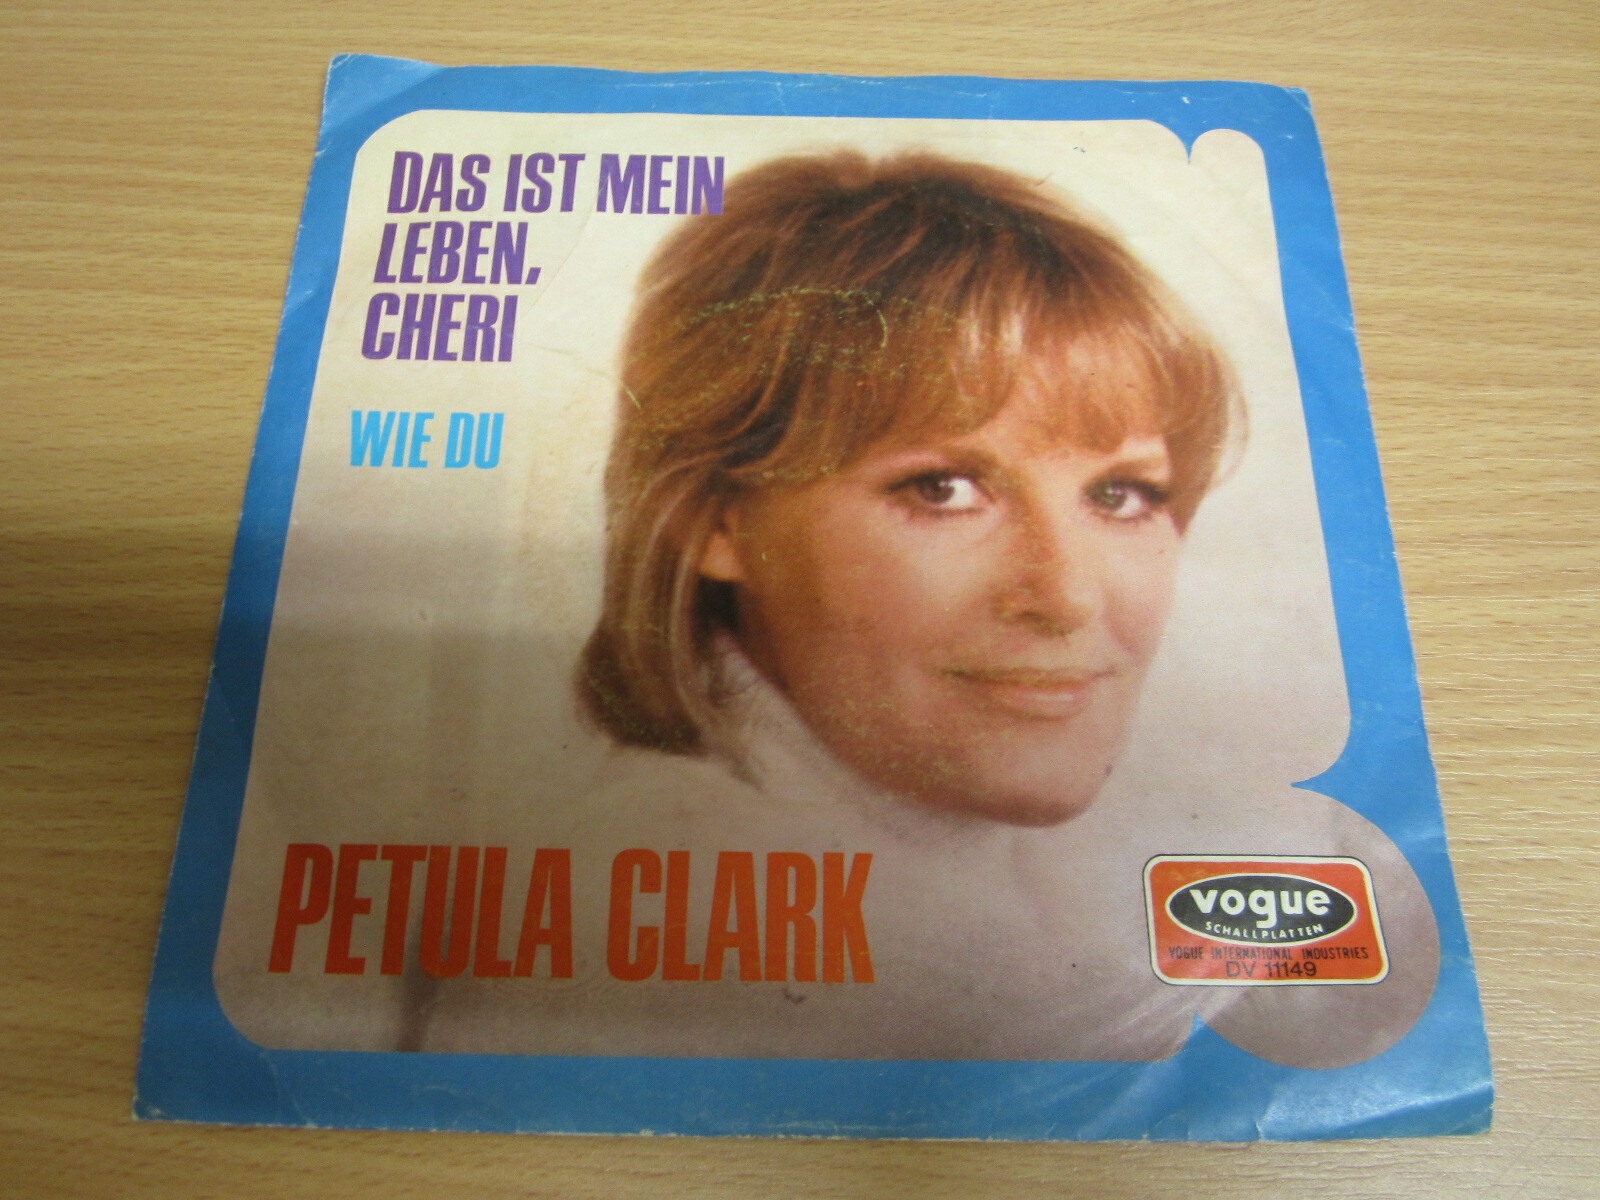 DAS IST MEIN
LEBEN,
CHERI
WIE DU
PETULA CLARK
vogue
SCHALLPLATTEN
VOGUE INTERNATIONAL INDUSTRIES
DV 11149